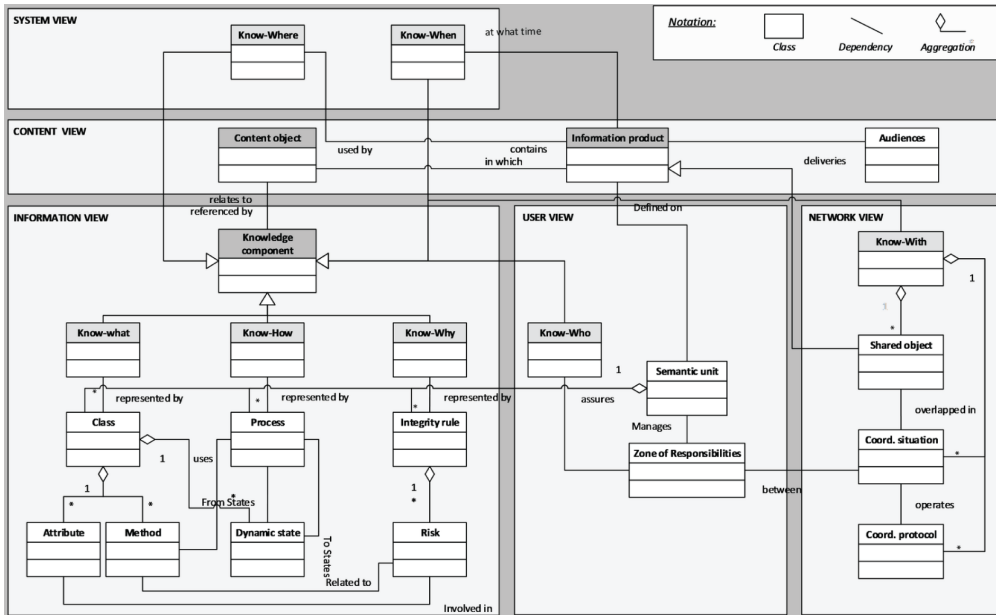 SYSTEM VIEW
Know-Where
Know-When
at what time
Notation:
Class
Dependency
Aggregation
CONTENT VIEW
Content object
used by
contains
in which
Information product
deliveries
Audiences
relates to
referenced by
Defined on
INFORMATION VIEW
Knowledge
component
USER VIEW
NETWORK VIEW
Know-With
1
1
*
Know-what
Know-How
Know-Why
Know-Who
Shared object
1
Semantic unit
* represented by
* represented by
* represented by
assures
overlapped in
Class
Process
Integrity rule
Manages
Coord. situation
1
uses
Zone of Responsibilities
*
1
1
between
*
*
From States
*
*
operates
Attribute
Method
Dynamic state
Risk
Coord. protocol
*
To States
Related to
Involved in